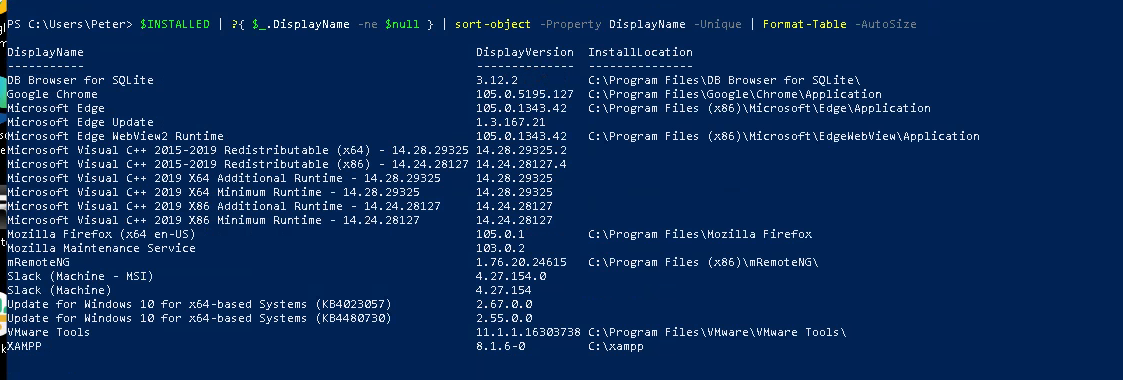 PS C:\Users\Peter> $INSTALLED | ?{ $_.DisplayName -ne $null } | sort-object -Property DisplayName -Unique | Format-Table -AutoSize
DisplayName DisplayVersion InstallLocation
----------- -------------- ---------------
DB Browser for SQLite 3.12.2 C:\Program Files\DB Browser for SQLite\
Google Chrome 105.0.5195.127 C:\Program Files\Google\Chrome\Application
Microsoft Edge 105.0.1343.42 C:\Program Files (x86)\Microsoft\Edge\Application
Microsoft Edge Update 1.3.167.21
Microsoft Edge WebView2 Runtime 105.0.1343.42 C:\Program Files (x86)\Microsoft\EdgeWebView\Application
Microsoft Visual C++ 2015-2019 Redistributable (x64) - 14.28.29325 14.28.29325.2
Microsoft Visual C++ 2015-2019 Redistributable (x86) - 14.24.28127 14.24.28127.4
Microsoft Visual C++ 2019 X64 Additional Runtime - 14.28.29325 14.28.29325
Microsoft Visual C++ 2019 X64 Minimum Runtime - 14.28.29325 14.28.29325
Microsoft Visual C++ 2019 X86 Additional Runtime - 14.24.28127 14.24.28127
Microsoft Visual C++ 2019 X86 Minimum Runtime - 14.24.28127 14.24.28127
Mozilla Firefox (x64 en-US) 105.0.1 C:\Program Files\Mozilla Firefox
Mozilla Maintenance Service 103.0.2
mRemoteNG 1.76.20.24615 C:\Program Files (x86)\mRemoteNG\
Slack (Machine - MSI) 4.27.154.0
Slack (Machine) 4.27.154
Update for Windows 10 for x64-based Systems (KB4023057) 2.67.0.0
Update for Windows 10 for x64-based Systems (KB4480730) 2.55.0.0
VMware Tools 11.1.1.16303738 C:\Program Files\VMware\VMware Tools\
XAMPP 8.1.6-0 C:\xampp